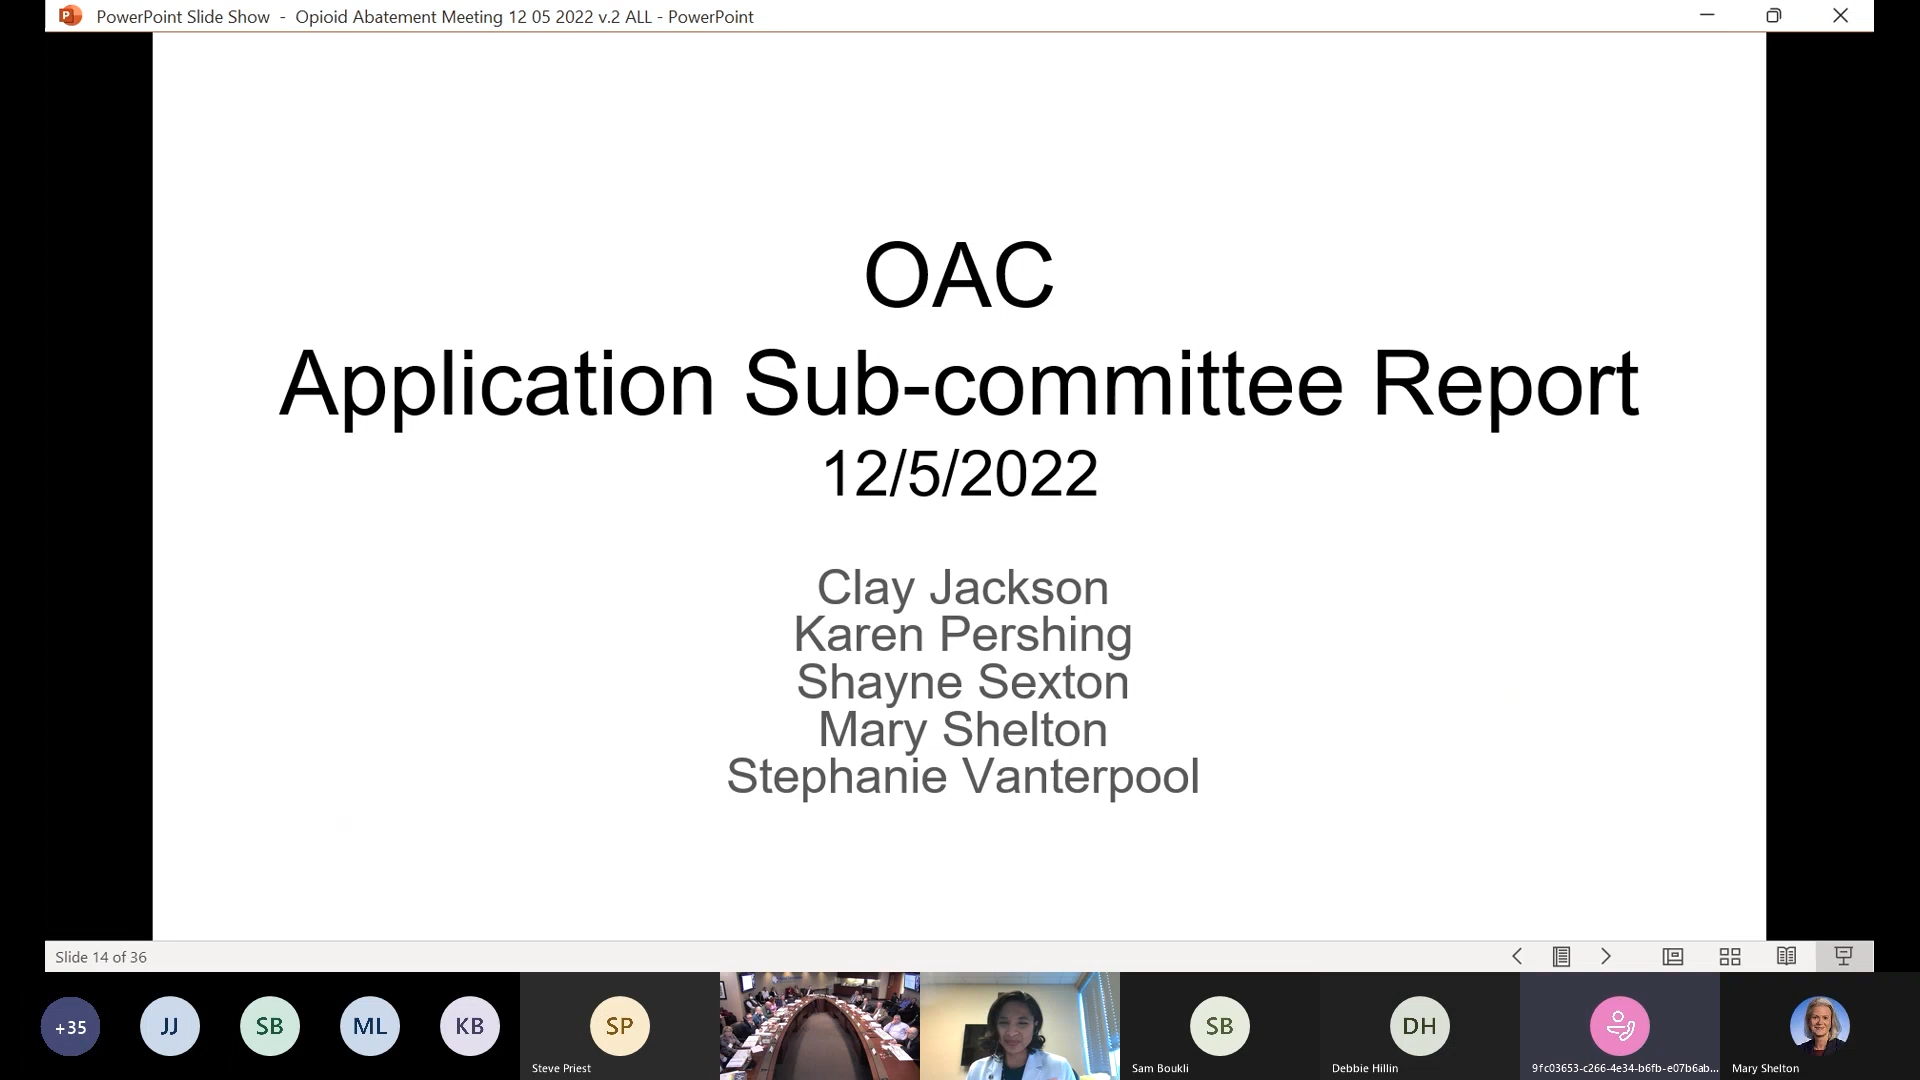 PowerPoint Slide Show - Opioid Abatement Meeting 12 05 2022 v.2 ALL - PowerPoint
OAC
Application Sub-committee Report
12/5/2022
Clay Jackson
Karen Pershing
Shayne Sexton
Mary Shelton
Stephanie Vanterpool
Slide 14 of 36
+35
JJ
SB
ML
KB
SP
SB
DH
Steve Priest
Sam Boukli
Debbie Hillin
9fc03653-c266-4e34-b6fb-e07b6ab...
Mary Shelton